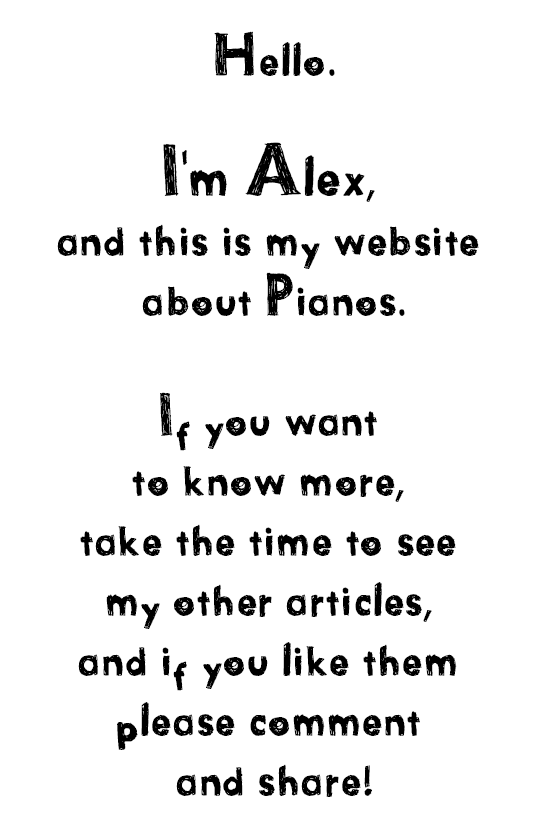 Hello.
I'm Alex,
and this is my website
about Pianos.
If you want
to know more,
take the time to see
my other articles,
and if you like them
please comment
and share!